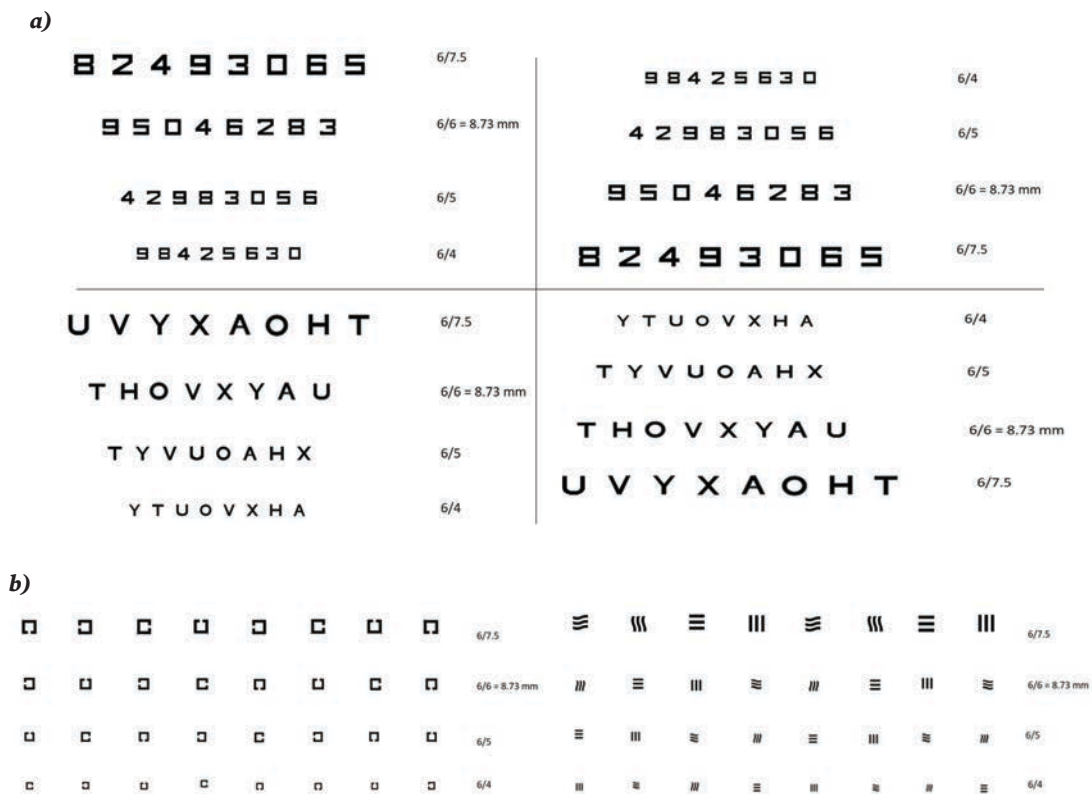 a)
8 2 4 9 3 0 6 5 6/7.5
9 5 0 4 6 2 8 3 6/6 = 8.73 mm
4 2 9 8 3 0 5 6 6/5
9 8 4 2 5 6 3 0 6/4
9 8 4 2 5 6 3 0 6/4
4 2 9 8 3 0 5 6 6/5
9 5 0 4 6 2 8 3 6/6 = 8.73 mm
8 2 4 9 3 0 6 5 6/7.5
U V Y X A O H T 6/7.5
T H O V X Y A U 6/6 = 8.73 mm
T Y V U O A H X 6/5
Y T U O V X H A 6/4
Y T U O V X H A 6/4
T Y V U O A H X 6/5
T H O V X Y A U 6/6 = 8.73 mm
U V Y X A O H T 6/7.5
b)
6/7.5
6/6 = 8.73 mm
6/5
6/4
6/7.5
6/6 = 8.73 mm
6/5
6/4